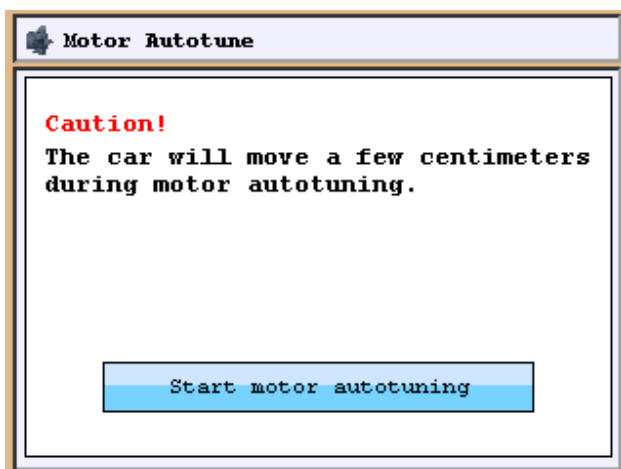 Motor Autotune
Caution!
The car will move a few centimeters
during motor autotuning.
Start motor autotuning